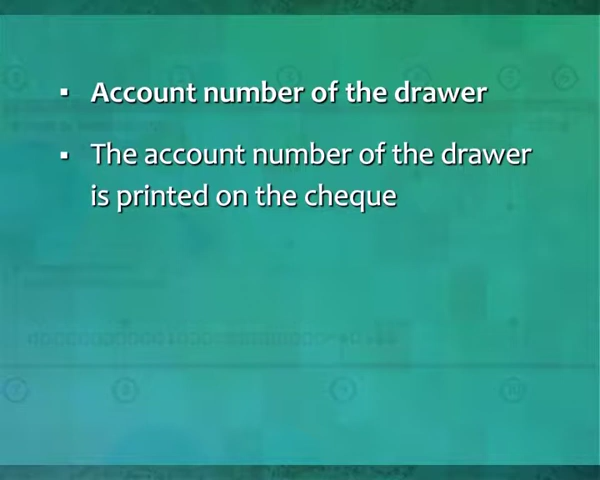 ▪ Account number of the drawer
▪ The account number of the drawer
is printed on the cheque